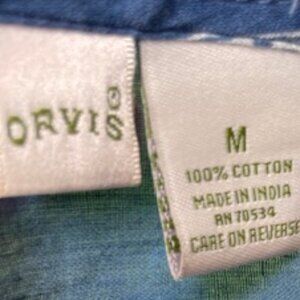 ORVIS®
M
100% COTTON
MADE IN INDIA
RN 70534
CARE ON REVERSE